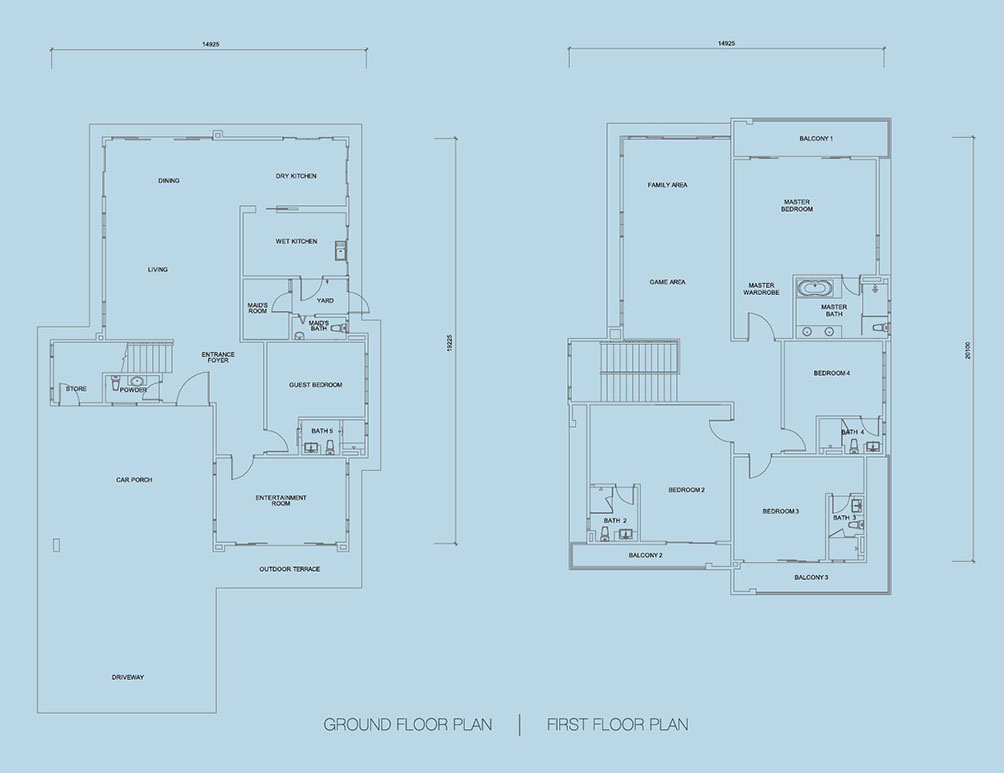 14925
DINING
DRY KITCHEN
WET KITCHEN
LIVING
MAID'S
ROOM
YARD
MAID'S
BATH
19225
ENTRANCE
FOYER
STORE
POWDER
GUEST BEDROOM
BATH 5
CAR PORCH
ENTERTAINMENT
ROOM
OUTDOOR TERRACE
DRIVEWAY
GROUND FLOOR PLAN
14925
BALCONY 1
FAMILY AREA
MASTER
BEDROOM
GAME AREA
MASTER
WARDROBE
MASTER
BATH
20100
BEDROOM 4
BATH 4
BEDROOM 2
BATH 2
BEDROOM 3
BATH 3
BALCONY 2
BALCONY 3
FIRST FLOOR PLAN